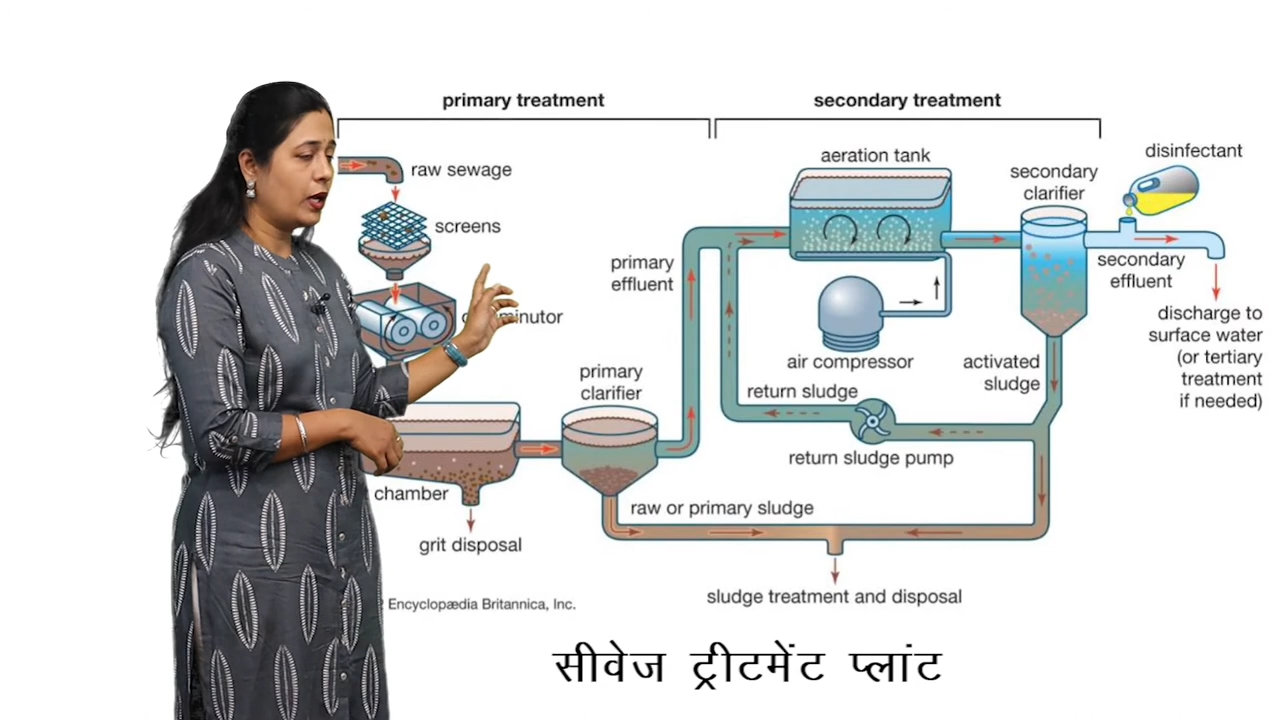 primary treatment
secondary treatment
raw sewage
screens
chamber
grit disposal
primary
clarifier
primary
effluent
raw or primary sludge
aeration tank
air compressor
return sludge
return sludge pump
secondary
clarifier
activated
sludge
disinfectant
secondary
effluent
discharge to
surface water
(or tertiary
treatment
if needed)
sludge treatment and disposal
Encyclopædia Britannica, Inc.
सीवेज ट्रीटमेंट प्लांट